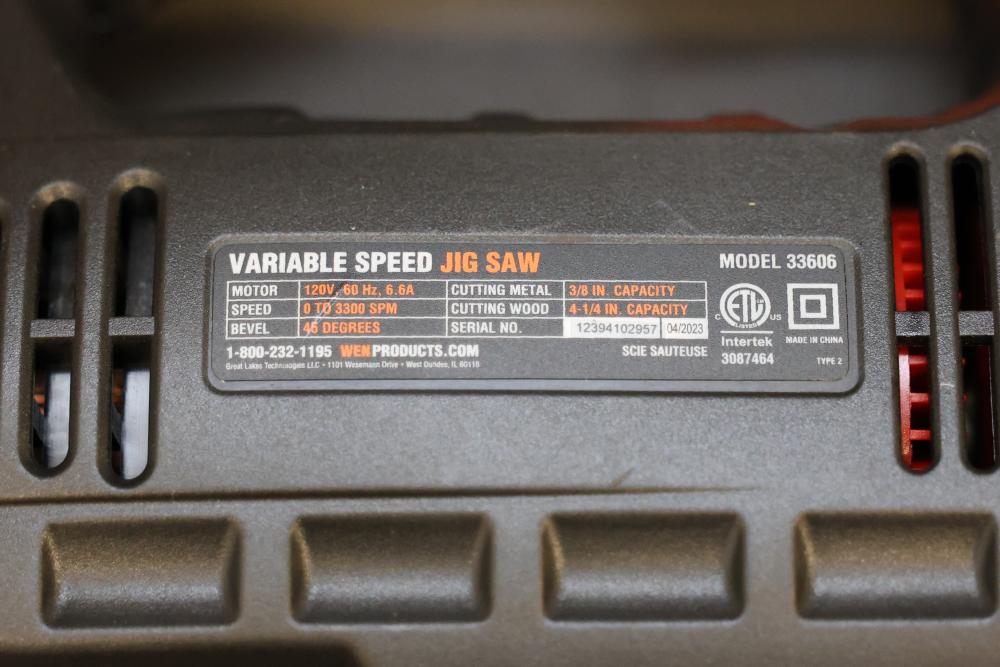 VARIABLE SPEED JIG SAW MODEL 33606
MOTOR 120V, 60 Hz, 6.6A CUTTING METAL 3/8 IN. CAPACITY
SPEED 0 TO 3300 SPM CUTTING WOOD 4-1/4 IN. CAPACITY
BEVEL 45 DEGREES SERIAL NO. 12394102957 04/2023
C ETL US
LISTED
Intertek MADE IN CHINA
1-800-232-1195 WENPRODUCTS.COM SCIE SAUTEUSE 3087464 TYPE 2
Great Lakes Technologies LLC • 1101 Wesemann Drive • West Dundee, IL 60118